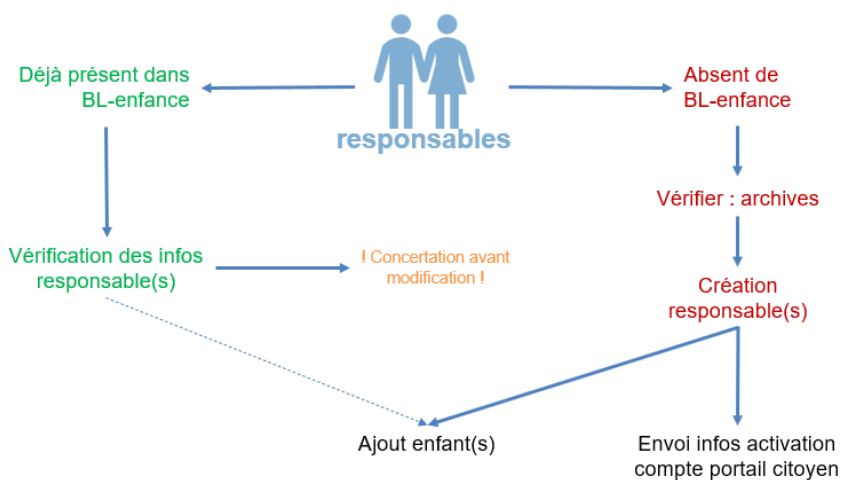 Déjà présent dans
BL-enfance
responsables
Absent de
BL-enfance
Vérifier : archives
Vérification des infos
responsable(s)
! Concertation avant
modification !
Création
responsable(s)
Ajout enfant(s)
Envoi infos activation
compte portail citoyen